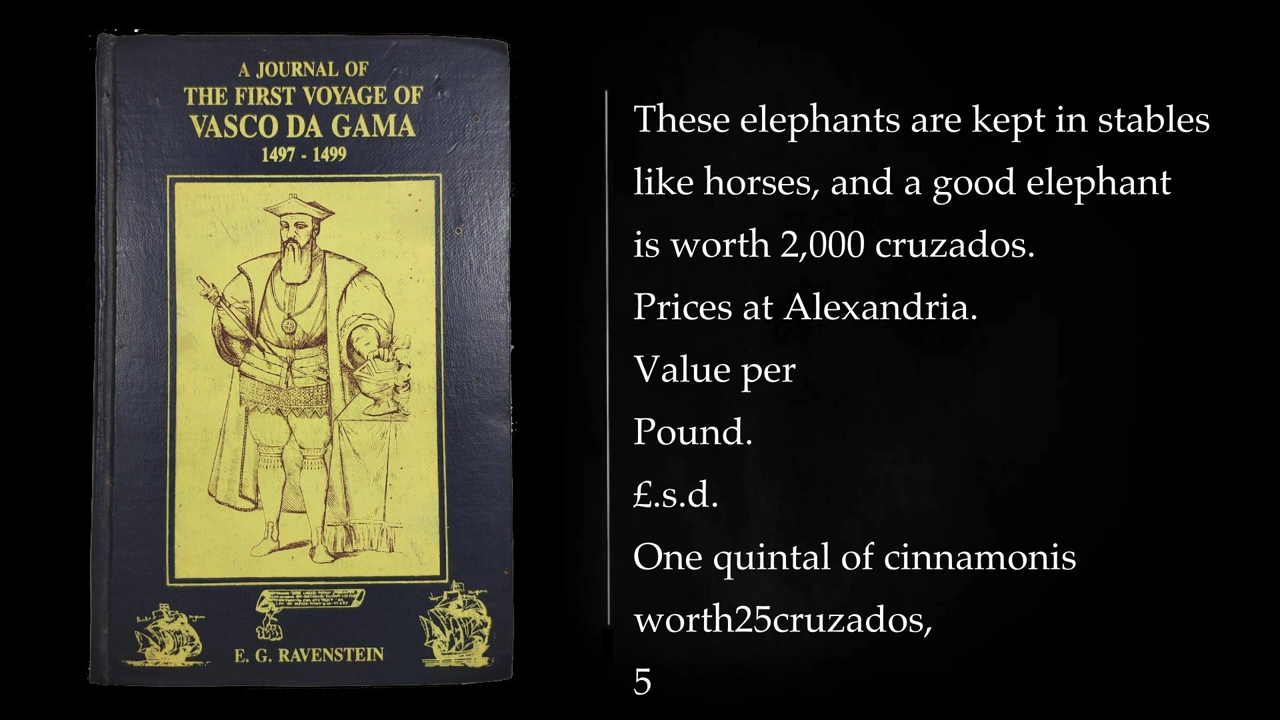 A JOURNAL OF
THE FIRST VOYAGE OF
VASCO DA GAMA
1497 - 1499
E. G. RAVENSTEIN
These elephants are kept in stables
like horses, and a good elephant
is worth 2,000 cruzados.
Prices at Alexandria.
Value per
Pound.
£.s.d.
One quintal of cinnamonis
worth25cruzados,
5